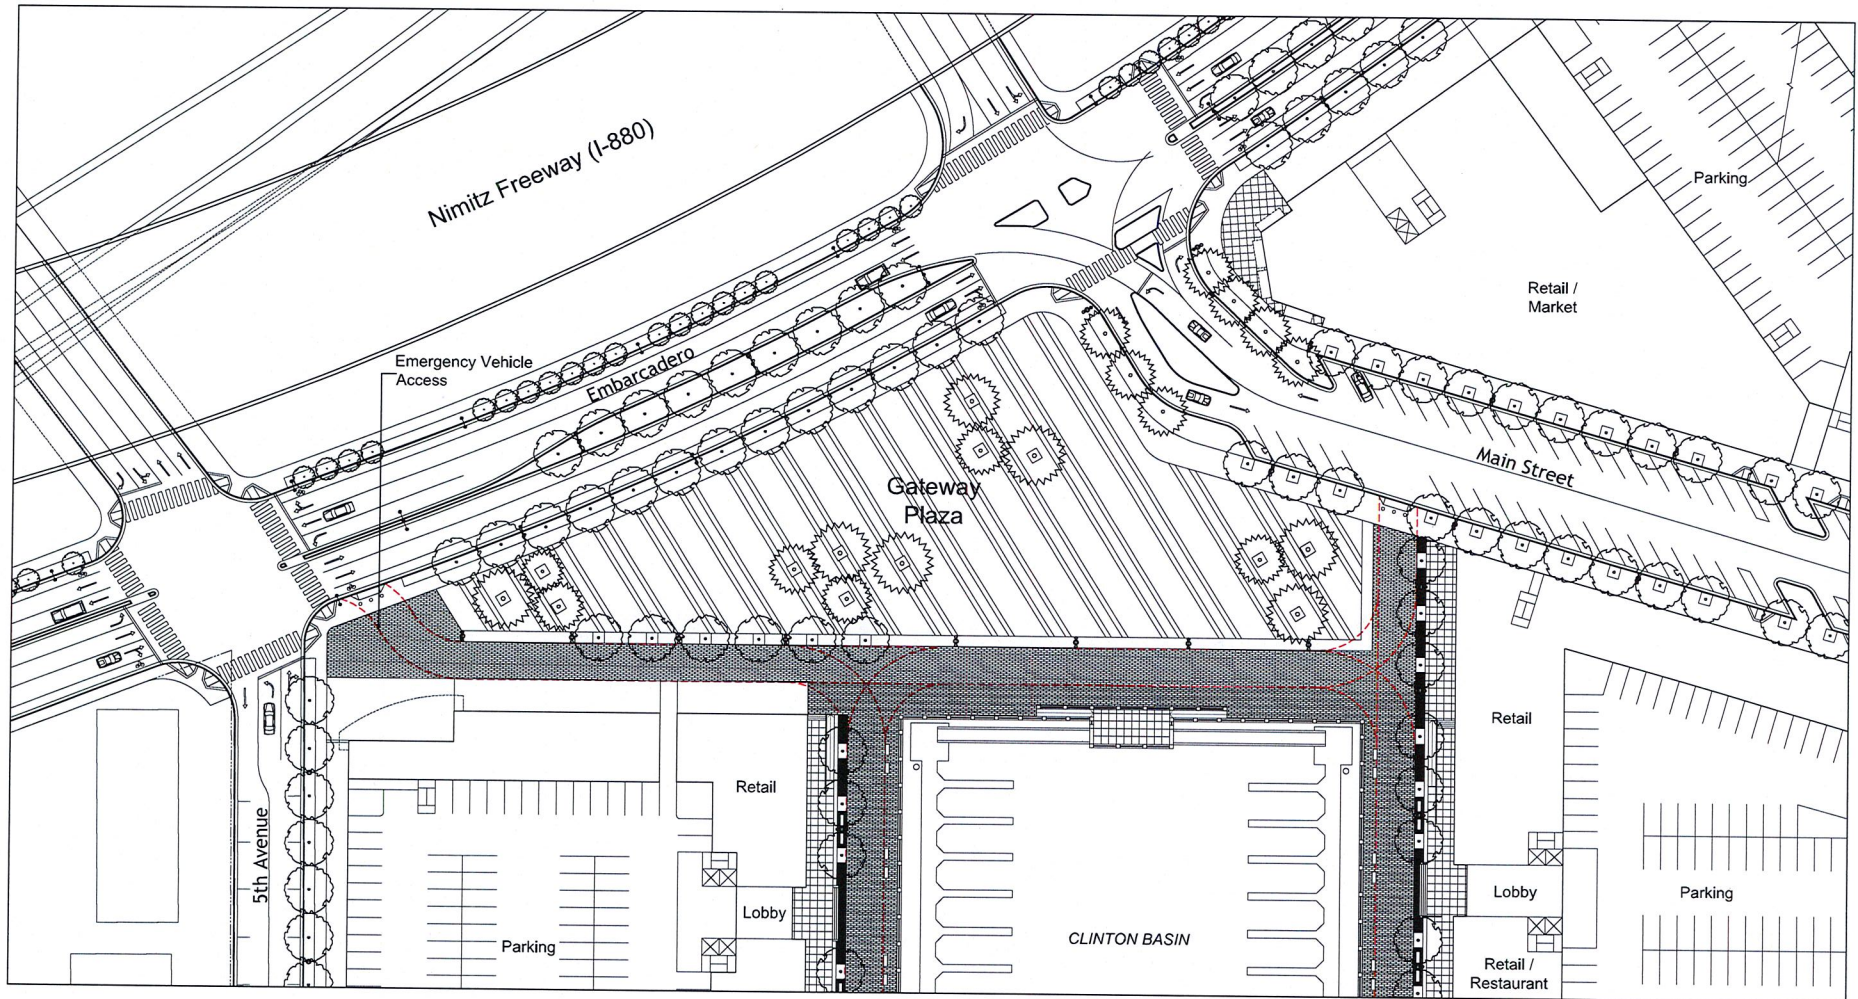 Nimitz Freeway (I-880)
Parking
Retail /
Market
Emergency Vehicle
Access
Embarcadero
Main Street
Gateway
Plaza
Retail
Retail
5th Avenue
Lobby
Lobby
Parking
Parking
CLINTON BASIN
Retail /
Restaurant